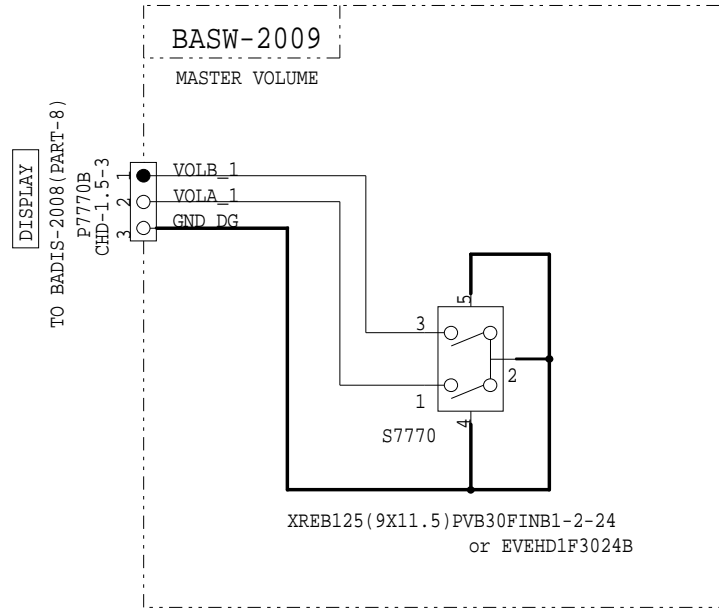 BASW-2009
MASTER VOLUME
DISPLAY
TO BADIS-2008(PART-8)
P7770B
CHD-1.5-3
1
2
3
VOLB_1
VOLA_1
GND_DG
5
3
2
1
4
S7770
XREB125(9X11.5)PVB30FINB1-2-24
or EVEHD1F3024B